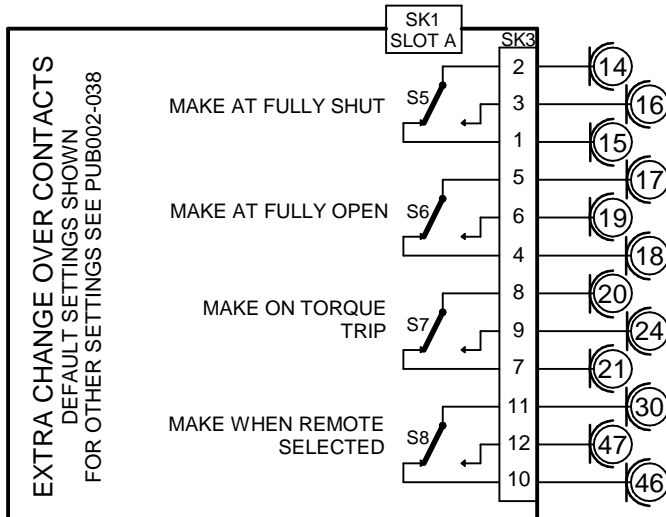 SK1
SLOT A
SK3
EXTRA CHANGE OVER CONTACTS
DEFAULT SETTINGS SHOWN
FOR OTHER SETTINGS SEE PUB002-038
MAKE AT FULLY SHUT
S5
2
14
3
16
1
15
MAKE AT FULLY OPEN
S6
5
17
6
19
4
18
MAKE ON TORQUE
TRIP
S7
8
20
9
24
7
21
MAKE WHEN REMOTE
SELECTED
S8
11
30
12
47
10
46